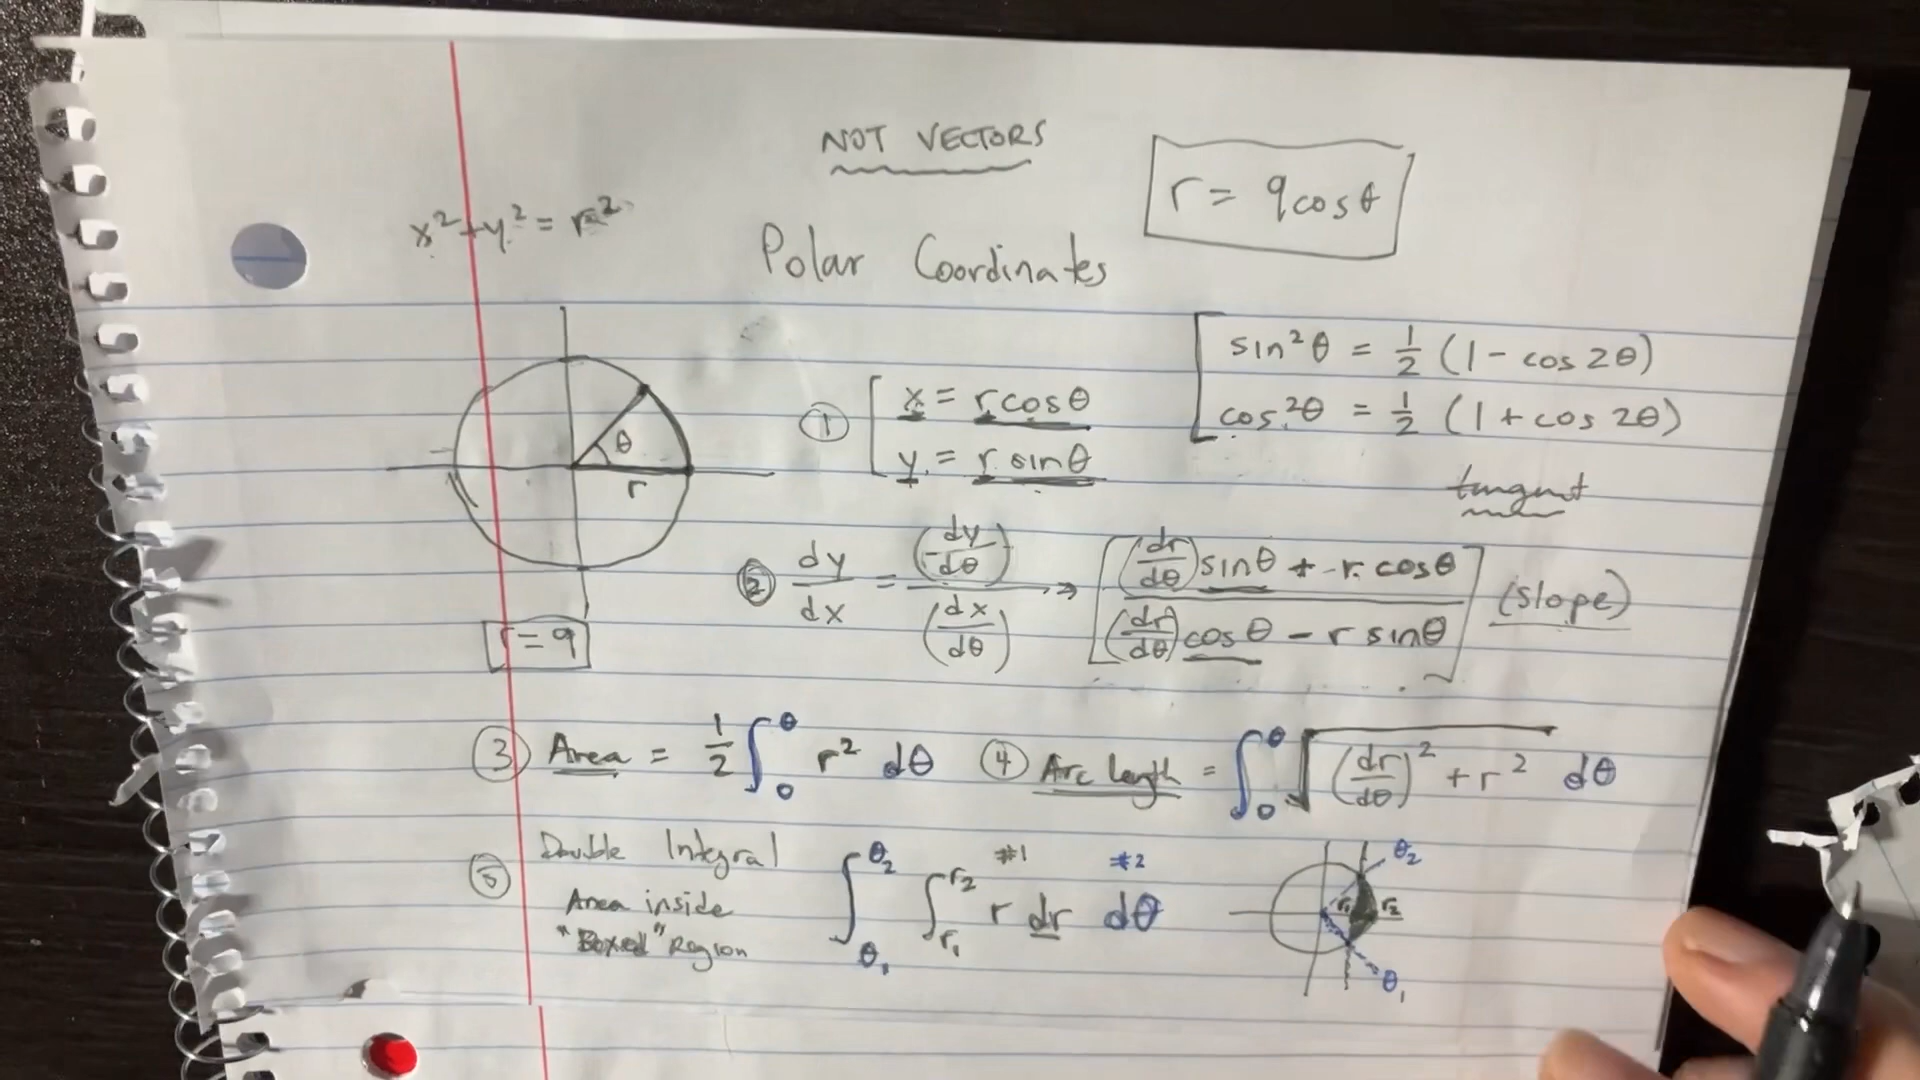 NOT VECTORS
r = 9cosθ
x² + y² = r²
Polar Coordinates
θ
r
r = 9
sin²θ = 1/2 (1 - cos 2θ)
cos²θ = 1/2 (1 + cos 2θ)
① x = r cosθ
y = r sinθ
tangent
② dy/dx = (dy/dθ)/(dx/dθ) → [(dr/dθ) sinθ + r cosθ]/[(dr/dθ) cosθ - r sinθ] (slope)
③ Area = 1/2 ∫₀^θ r² dθ
④ Arc length = ∫₀^θ √((dr/dθ)² + r²) dθ
⑤ Double Integral
Area inside
"Boxed" Region
#1 #2
∫_θ₁^θ₂ ∫_r₁^r₂ r dr dθ
θ₂
r₁ r₂
θ₁